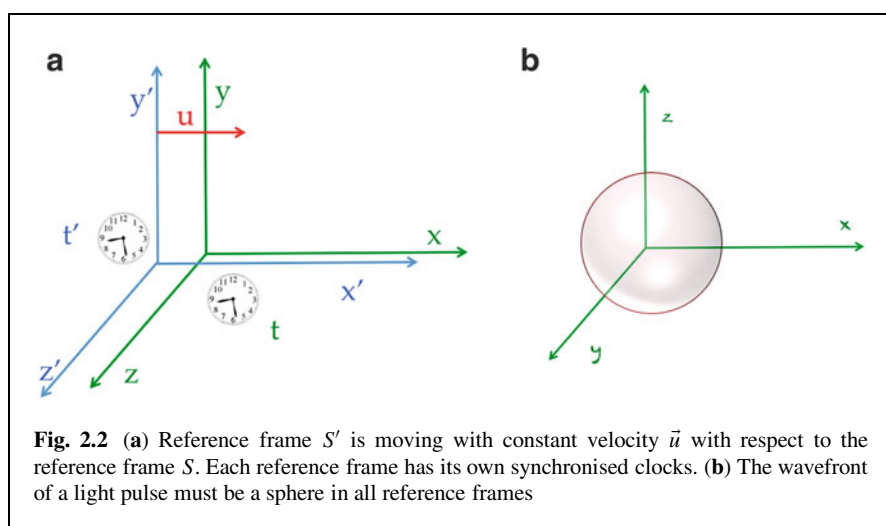 a
b
y'
y
u
z
t'
x
x
x'
t
z'
z
y
Fig. 2.2 (a) Reference frame S′ is moving with constant velocity u⃗ with respect to the
reference frame S. Each reference frame has its own synchronised clocks. (b) The wavefront
of a light pulse must be a sphere in all reference frames